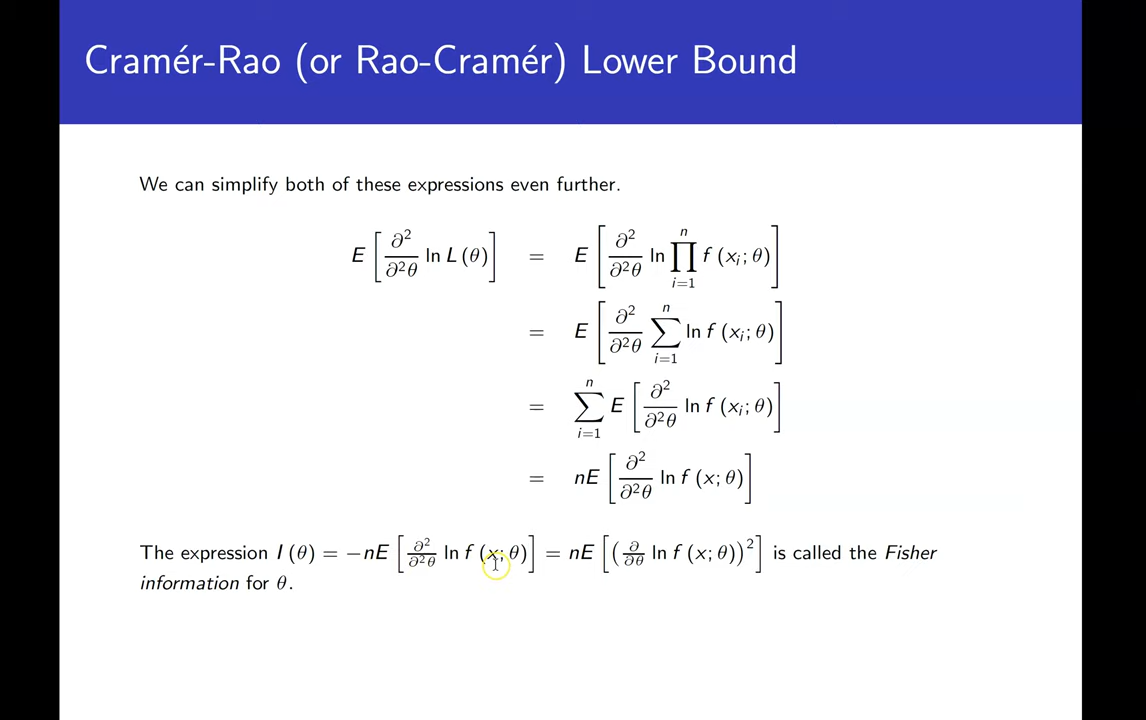 Cramér-Rao (or Rao-Cramér) Lower Bound
We can simplify both of these expressions even further.
E [ ∂²/∂²θ ln L (θ) ] = E [ ∂²/∂²θ ln ∏_{i=1}^{n} f (x_i; θ) ]
= E [ ∂²/∂²θ ∑_{i=1}^{n} ln f (x_i; θ) ]
= ∑_{i=1}^{n} E [ ∂²/∂²θ ln f (x_i; θ) ]
= nE [ ∂²/∂²θ ln f (x; θ) ]
The expression I (θ) = −nE [ ∂²/∂²θ ln f (x; θ) ] = nE [ (∂/∂θ ln f (x; θ))² ] is called the Fisher
information for θ.